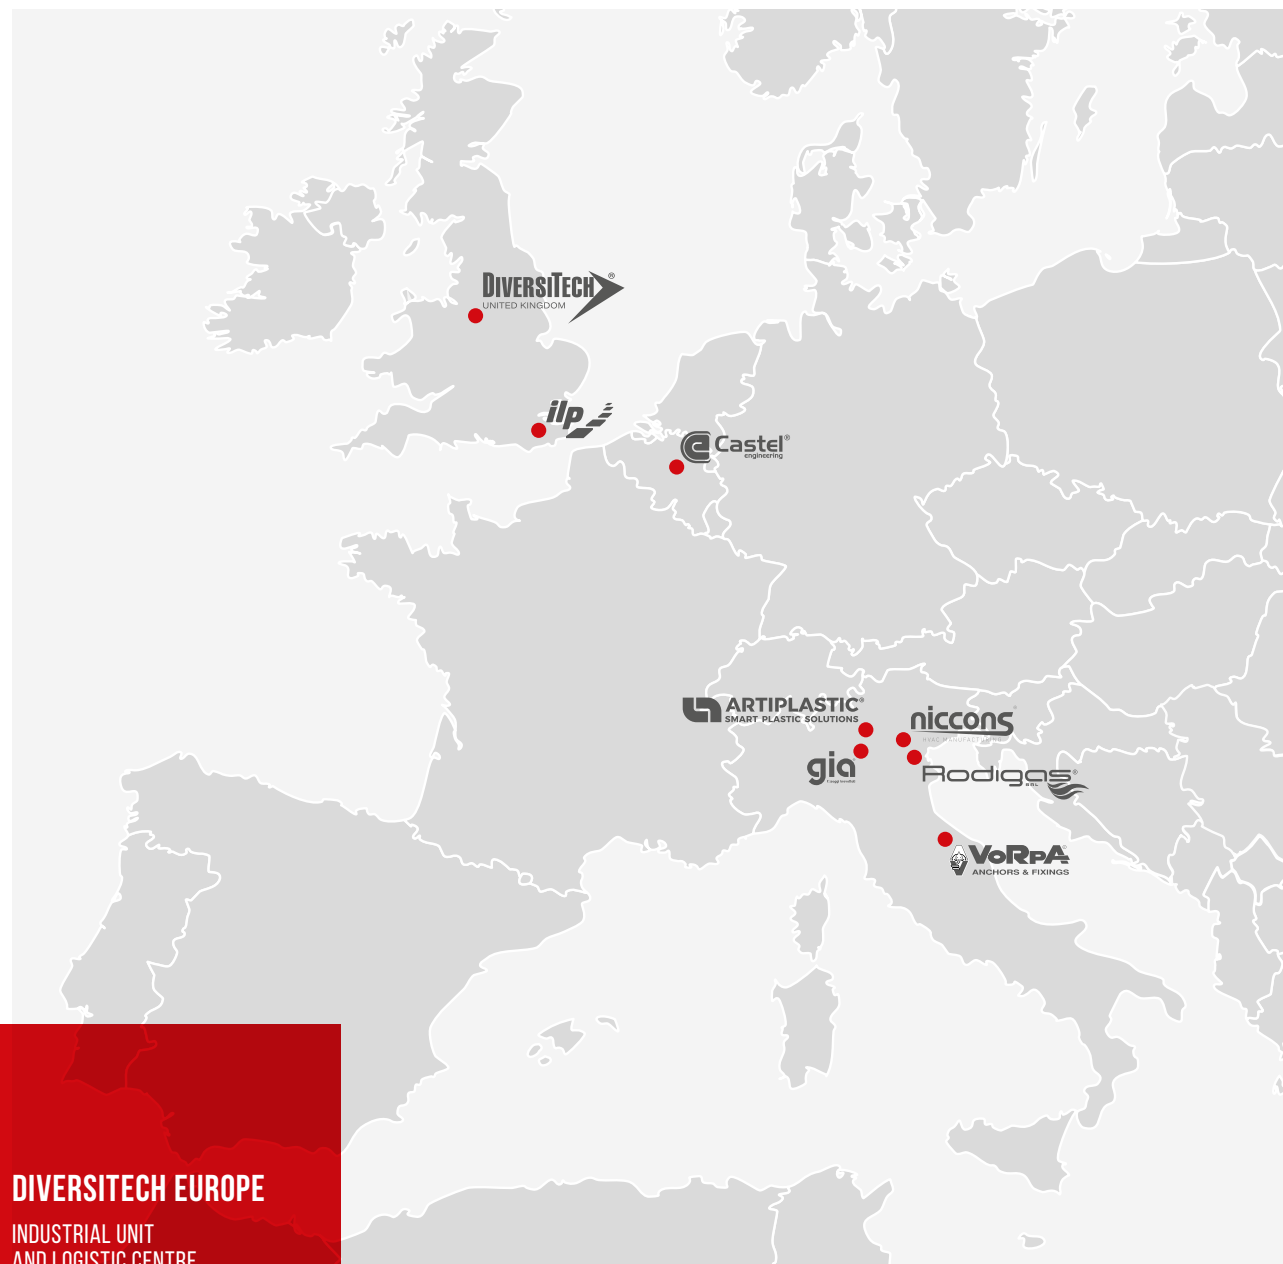 DIVERSITECH®
UNITED KINGDOM
ilp
Castel®
engineering
ARTIPLASTIC®
SMART PLASTIC SOLUTIONS
niccons®
HVAC MANUFACTURING
gia
Rodigas®
SRL
VORPA®
ANCHORS & FIXINGS
DIVERSITECH EUROPE
INDUSTRIAL UNIT
AND LOGISTIC CENTRE